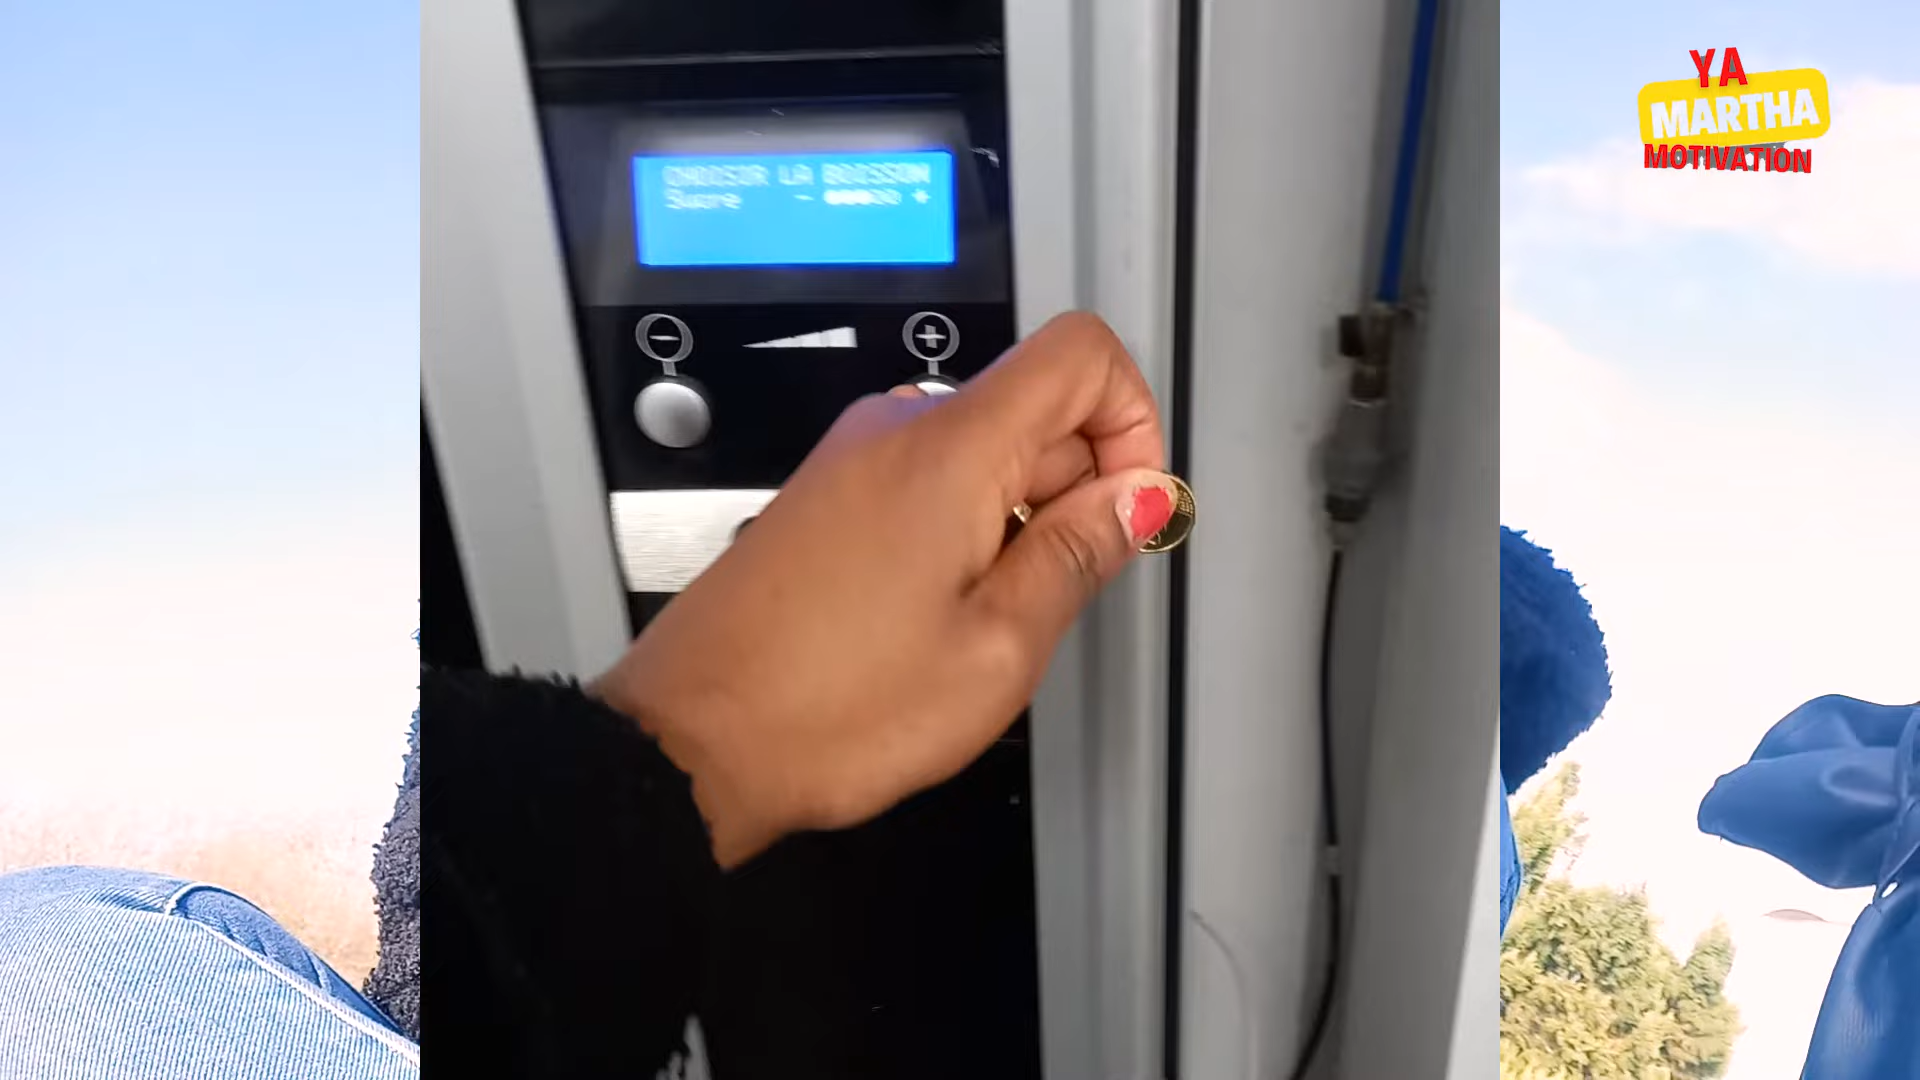 CHOISIR LA BOISSON
Sucre - +
YA
MARTHA
MOTIVATION